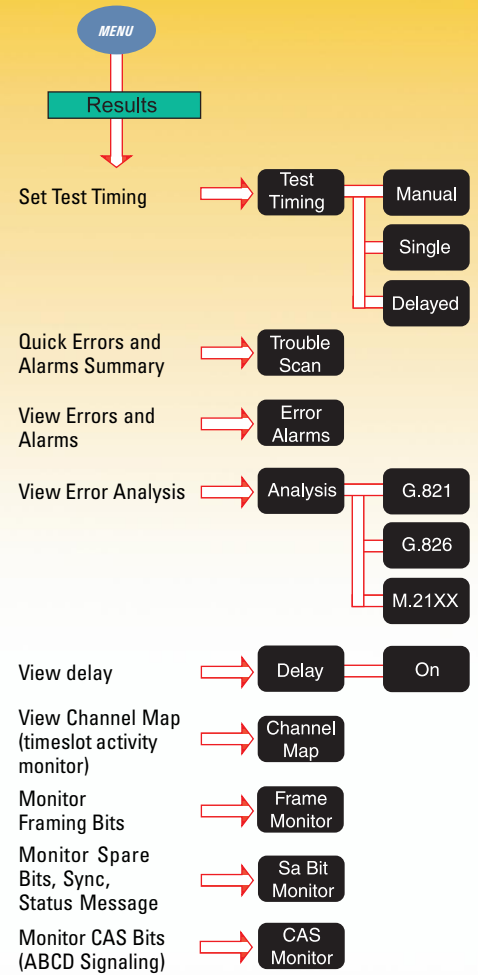 MENU
Results
Set Test Timing
Test
Timing
Manual
Single
Delayed
Quick Errors and
Alarms Summary
Trouble
Scan
View Errors and
Alarms
Error
Alarms
View Error Analysis
Analysis
G.821
G.826
M.21XX
View delay
Delay
On
View Channel Map
(timeslot activity
monitor)
Channel
Map
Monitor
Framing Bits
Frame
Monitor
Monitor Spare
Bits, Sync,
Status Message
Sa Bit
Monitor
Monitor CAS Bits
(ABCD Signaling)
CAS
Monitor